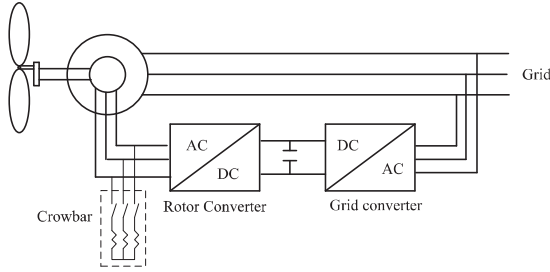 Grid
AC
DC
DC
AC
Crowbar
Rotor Converter
Grid converter